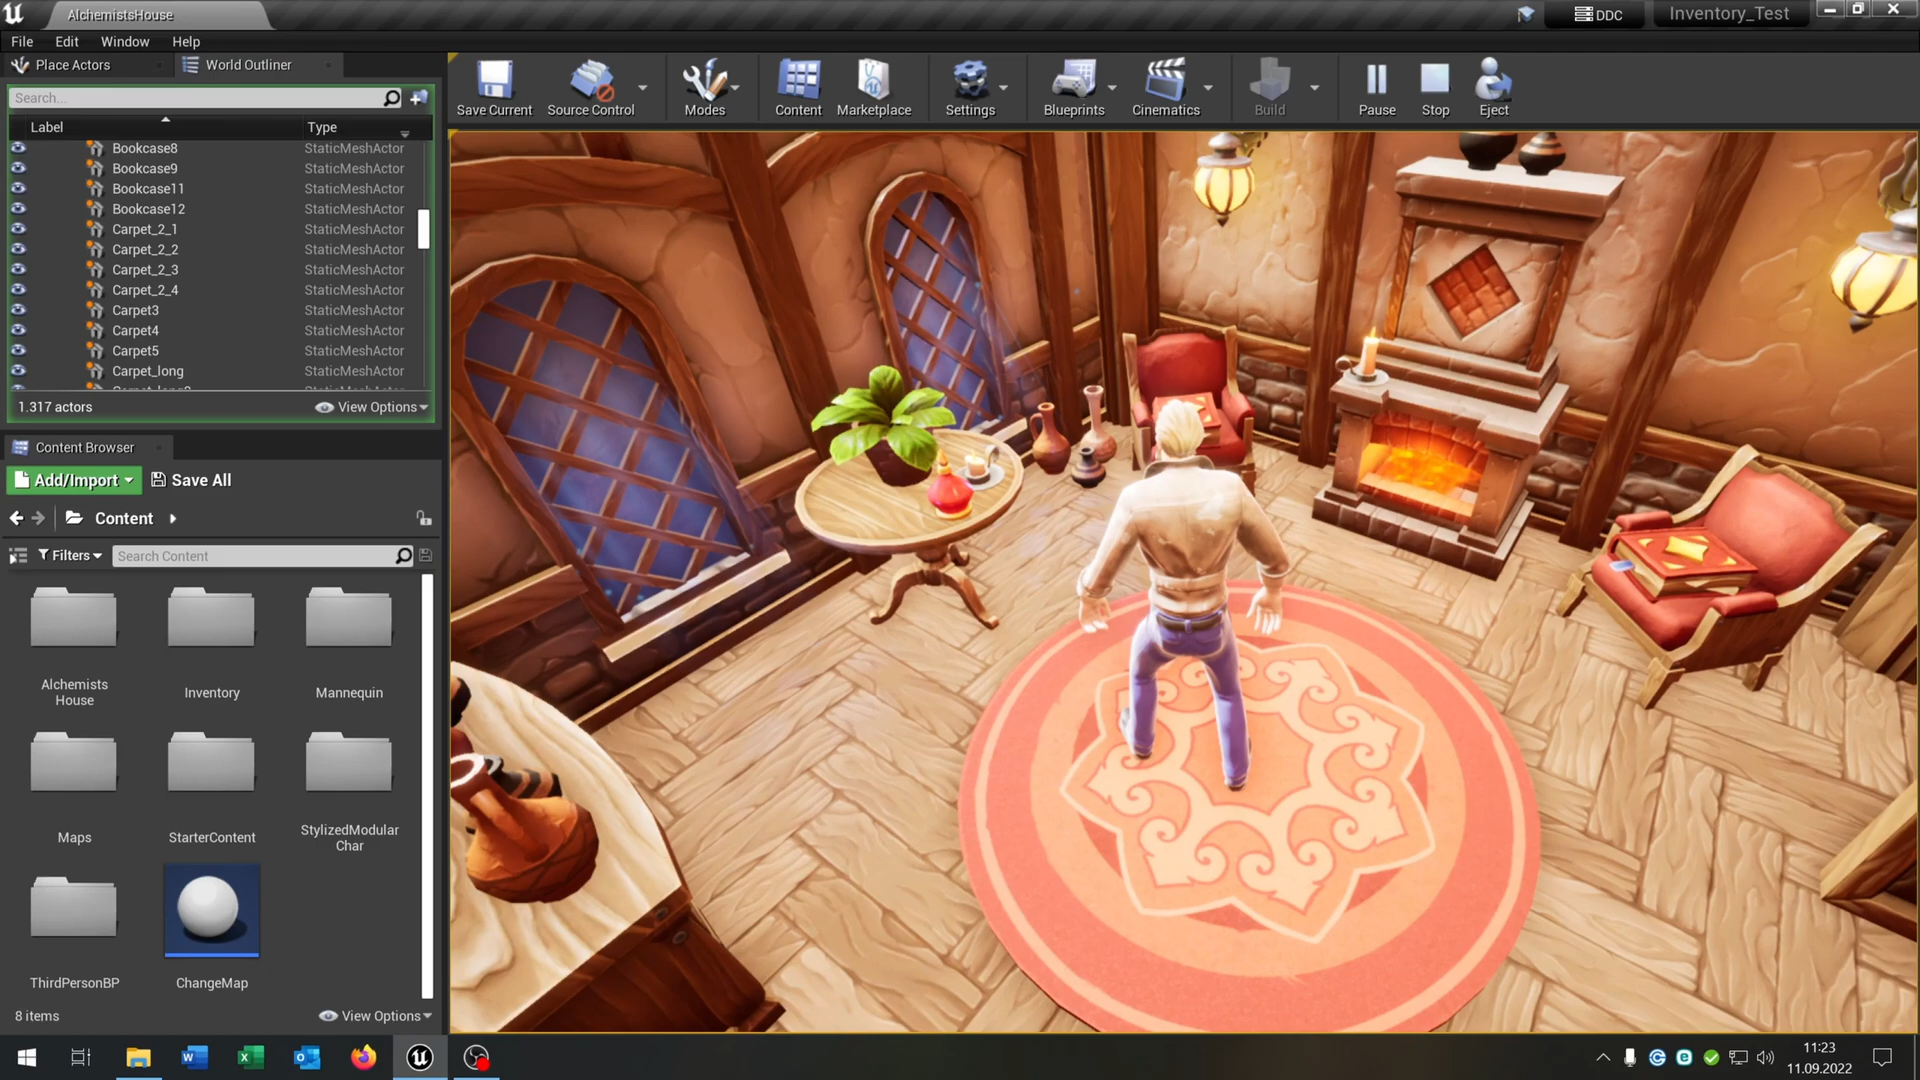 AlchemistsHouse
DDC
Inventory_Test
File Edit Window Help
Place Actors
World Outliner
Search...
Label Type
Bookcase8 StaticMeshActor
Bookcase9 StaticMeshActor
Bookcase11 StaticMeshActor
Bookcase12 StaticMeshActor
Carpet_2_1 StaticMeshActor
Carpet_2_2 StaticMeshActor
Carpet_2_3 StaticMeshActor
Carpet_2_4 StaticMeshActor
Carpet3 StaticMeshActor
Carpet4 StaticMeshActor
Carpet5 StaticMeshActor
Carpet_long StaticMeshActor
1.317 actors
View Options
Save Current
Source Control
Modes
Content
Marketplace
Settings
Blueprints
Cinematics
Build
Pause
Stop
Eject
Content Browser
Add/Import
Save All
Content
Filters
Search Content
Alchemists
House
Inventory
Mannequin
Maps
StarterContent
StylizedModular
Char
ThirdPersonBP
ChangeMap
8 items
View Options
11:23
11.09.2022